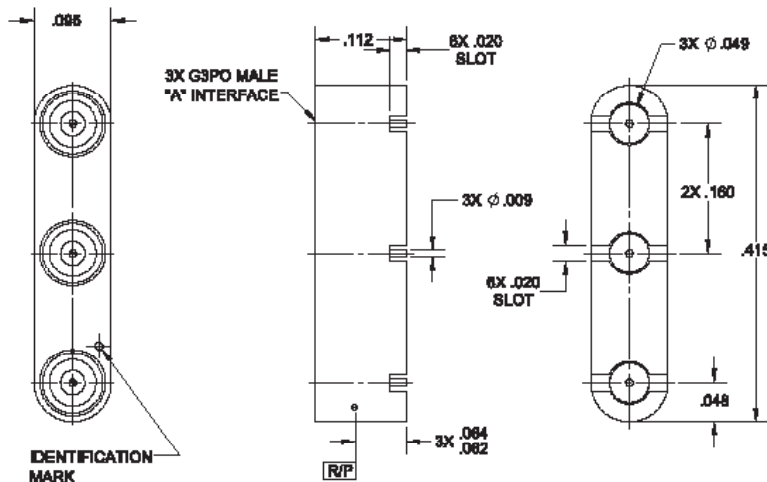 .095
.112
6X .020
SLOT
3X Ø .049
3X G3PO MALE
"A" INTERFACE
2X .160
3X Ø .009
.415
6X .020
SLOT
.048
3X .064
.062
IDENTIFICATION
MARK
R/P